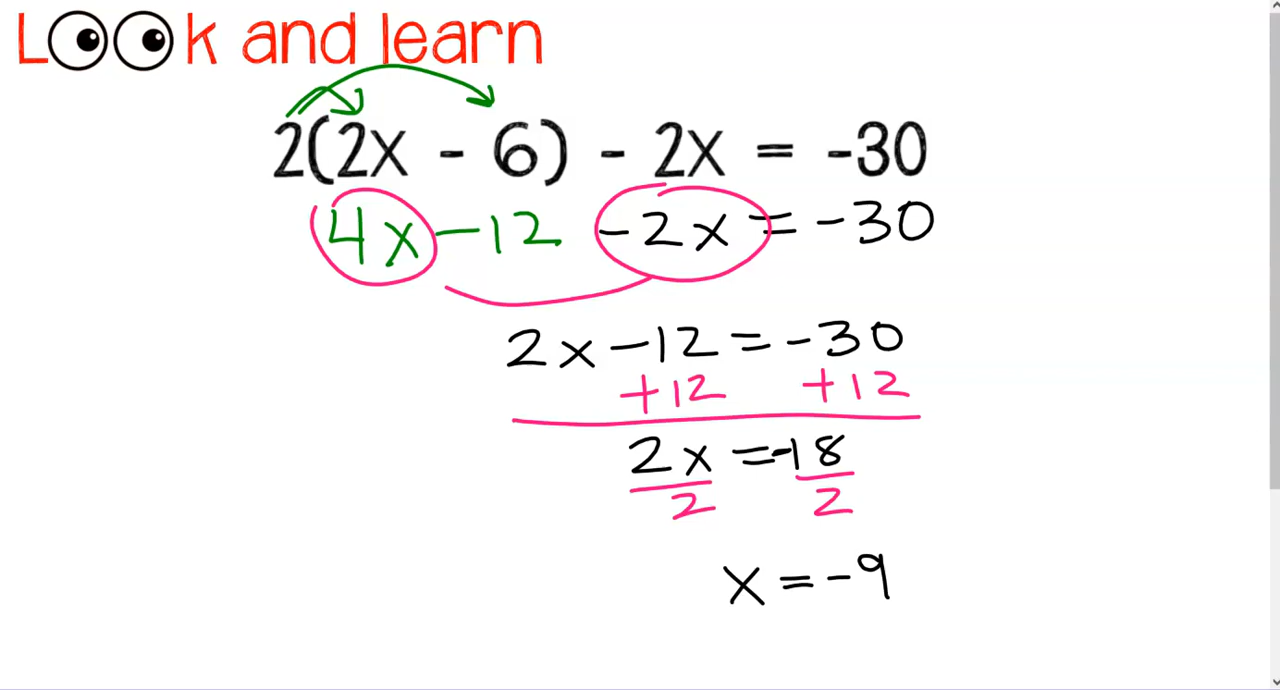 Look and learn
2(2x - 6) - 2x = -30
4x - 12 - 2x = -30
2x - 12 = -30
+12 +12
2x = -18
2 2
x = -9